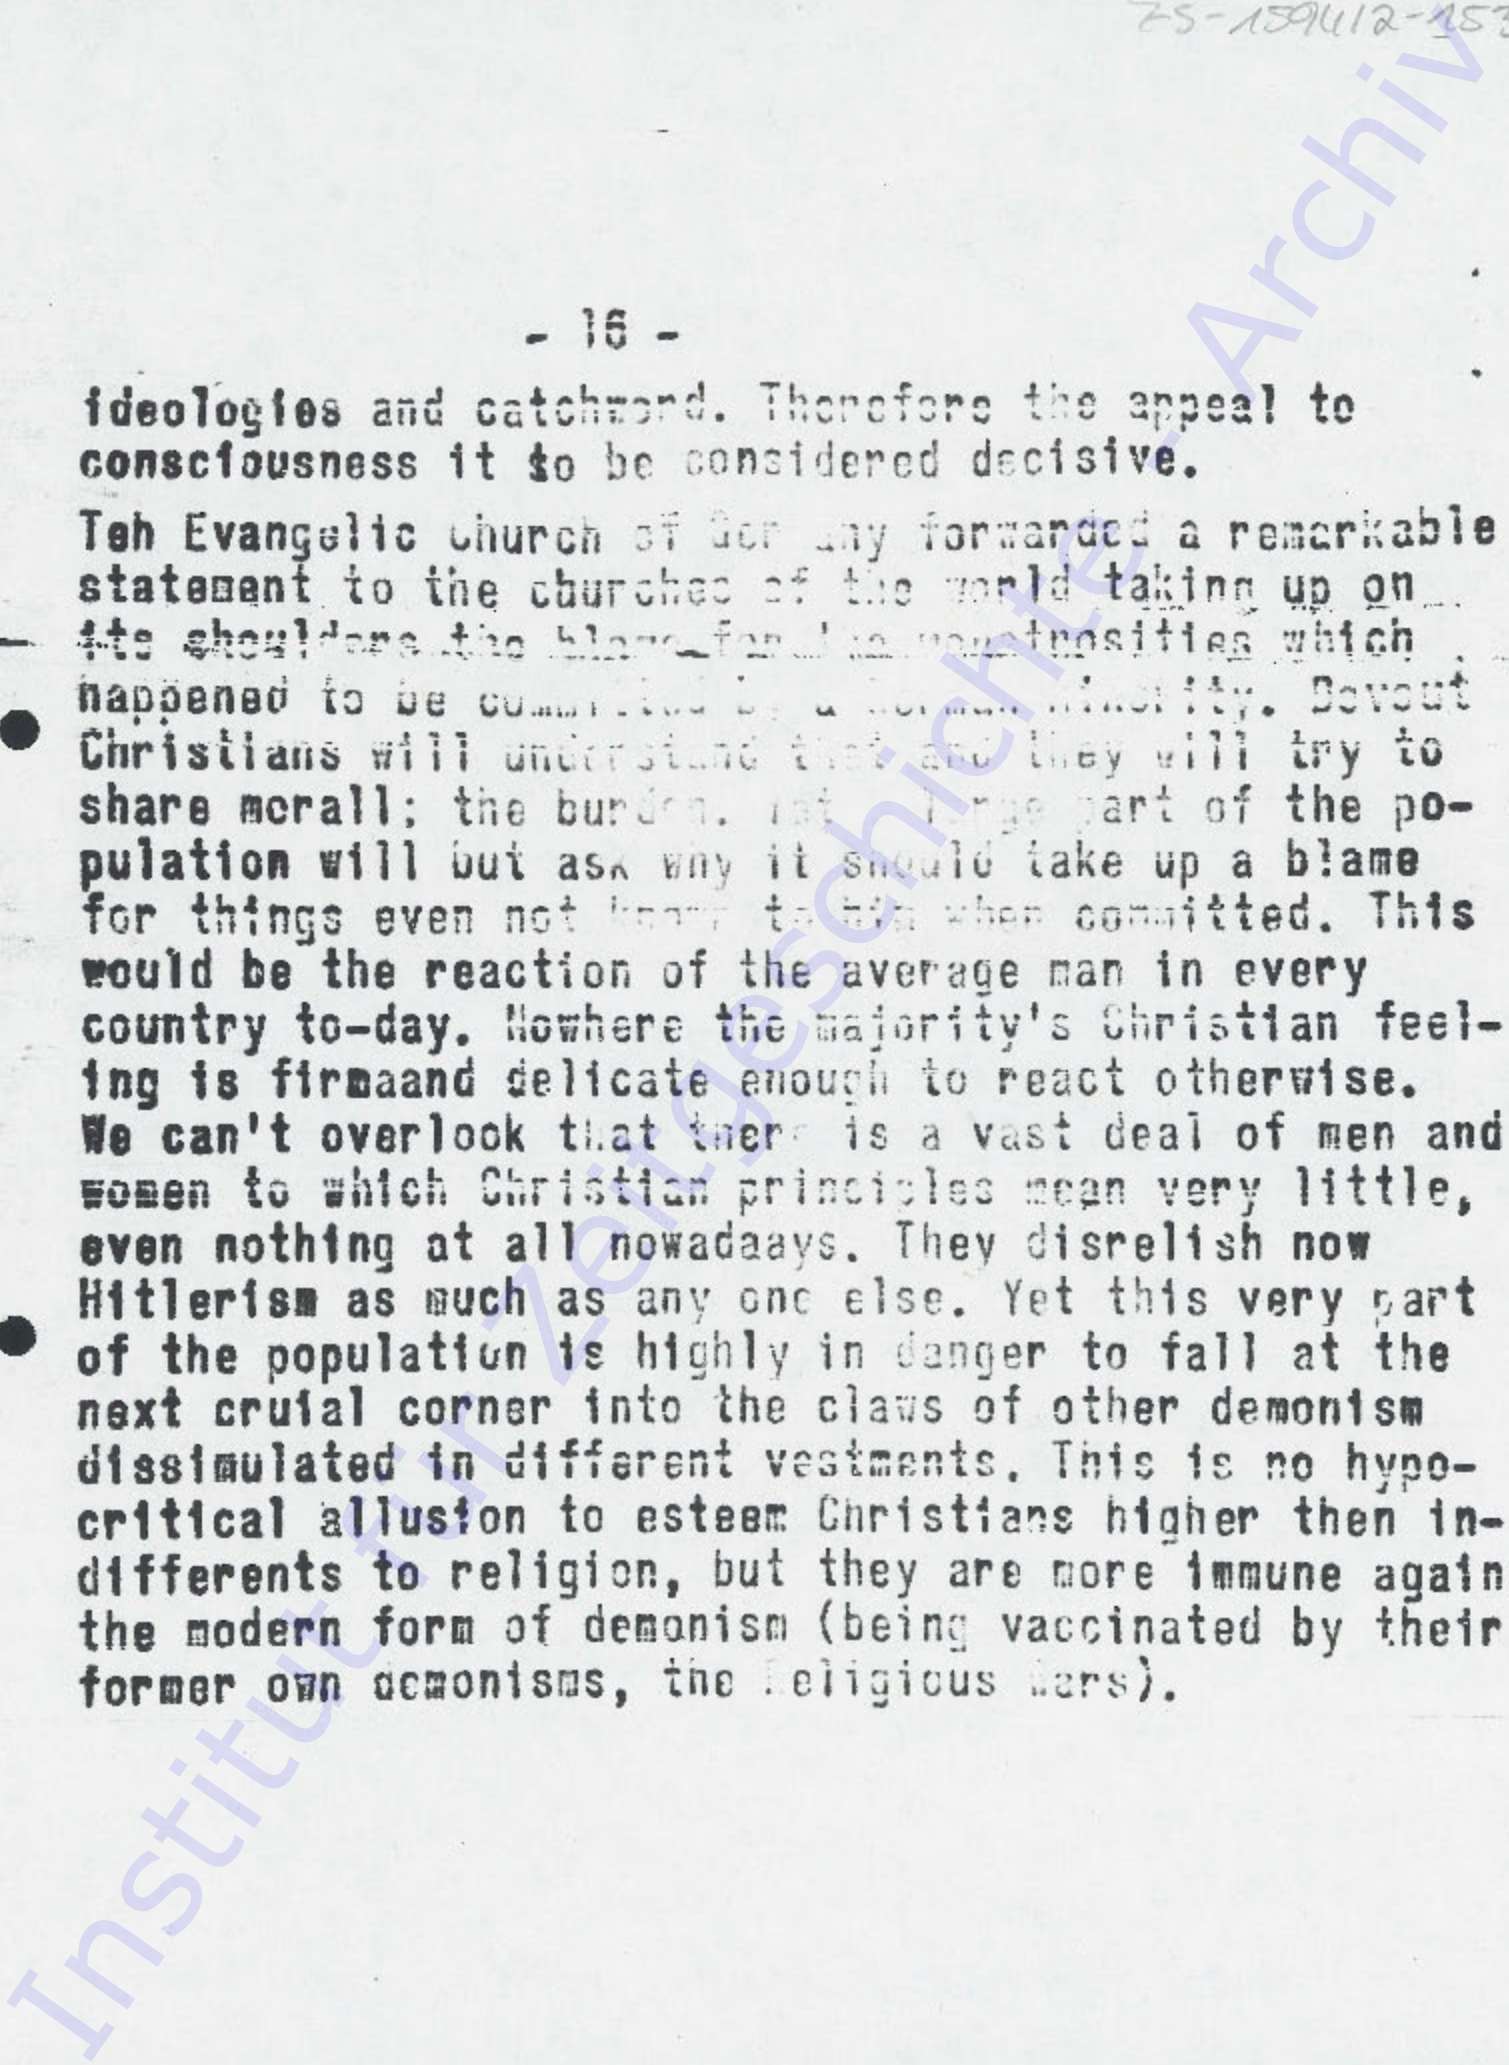 ZS-1594/2-153
- 16 -
ideologies and catchword. Therefore the appeal to
consciousness it to be considered decisive.
Teh Evangelic Church of Germany forwarded a remarkable
statement to the churches of the world taking up on
its shoulders the blame for the monstrosities which
happened to be committed by a German minority. Devout
Christians will understand that and they will try to
share morally the burden. large part of the po-
pulation will but ask why it should take up a blame
for things even not known to him when committed. This
would be the reaction of the average man in every
country to-day. Nowhere the majority's Christian feel-
ing is firmaand delicate enough to react otherwise.
We can't overlook that there is a vast deal of men and
women to which Christian principles mean very little,
even nothing at all nowadaays. They disrelish now
Hitlerism as much as any one else. Yet this very part
of the population is highly in danger to fall at the
next cruial corner into the claws of other demonism
dissimulated in different vestments. This is no hypo-
critical allusion to esteem Christians higher then in-
differents to religion, but they are more immune again
the modern form of demonism (being vaccinated by their
former own demonisms, the Religious Wars).
Institut für Zeitgeschichte - Archiv